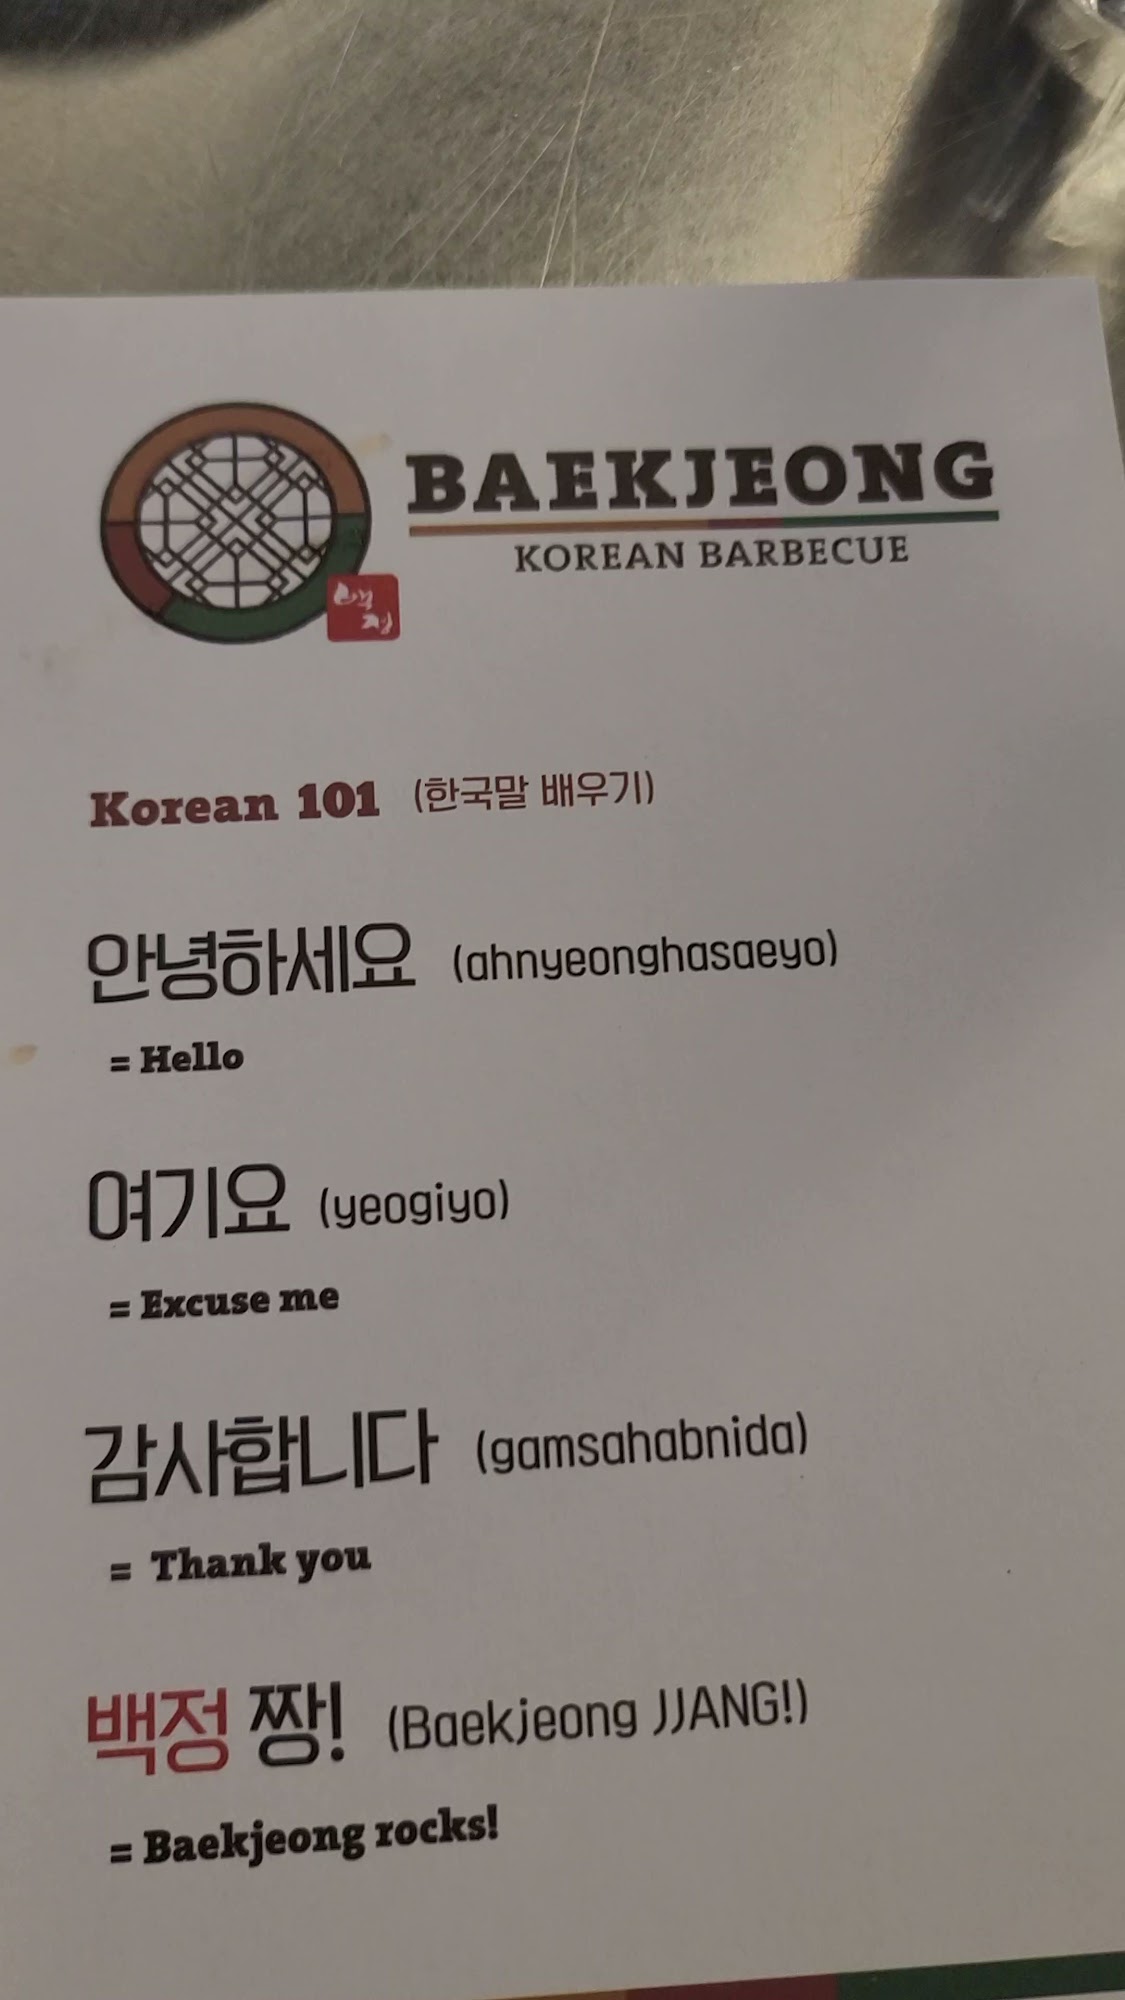 BAEKJEONG
KOREAN BARBECUE
백정
Korean 101 (한국말 배우기)
안녕하세요 (ahnyeonghasaeyo)
= Hello
여기요 (yeogiyo)
= Excuse me
감사합니다 (gamsahabnida)
= Thank you
백정 짱! (Baekjeong JJANG!)
= Baekjeong rocks!